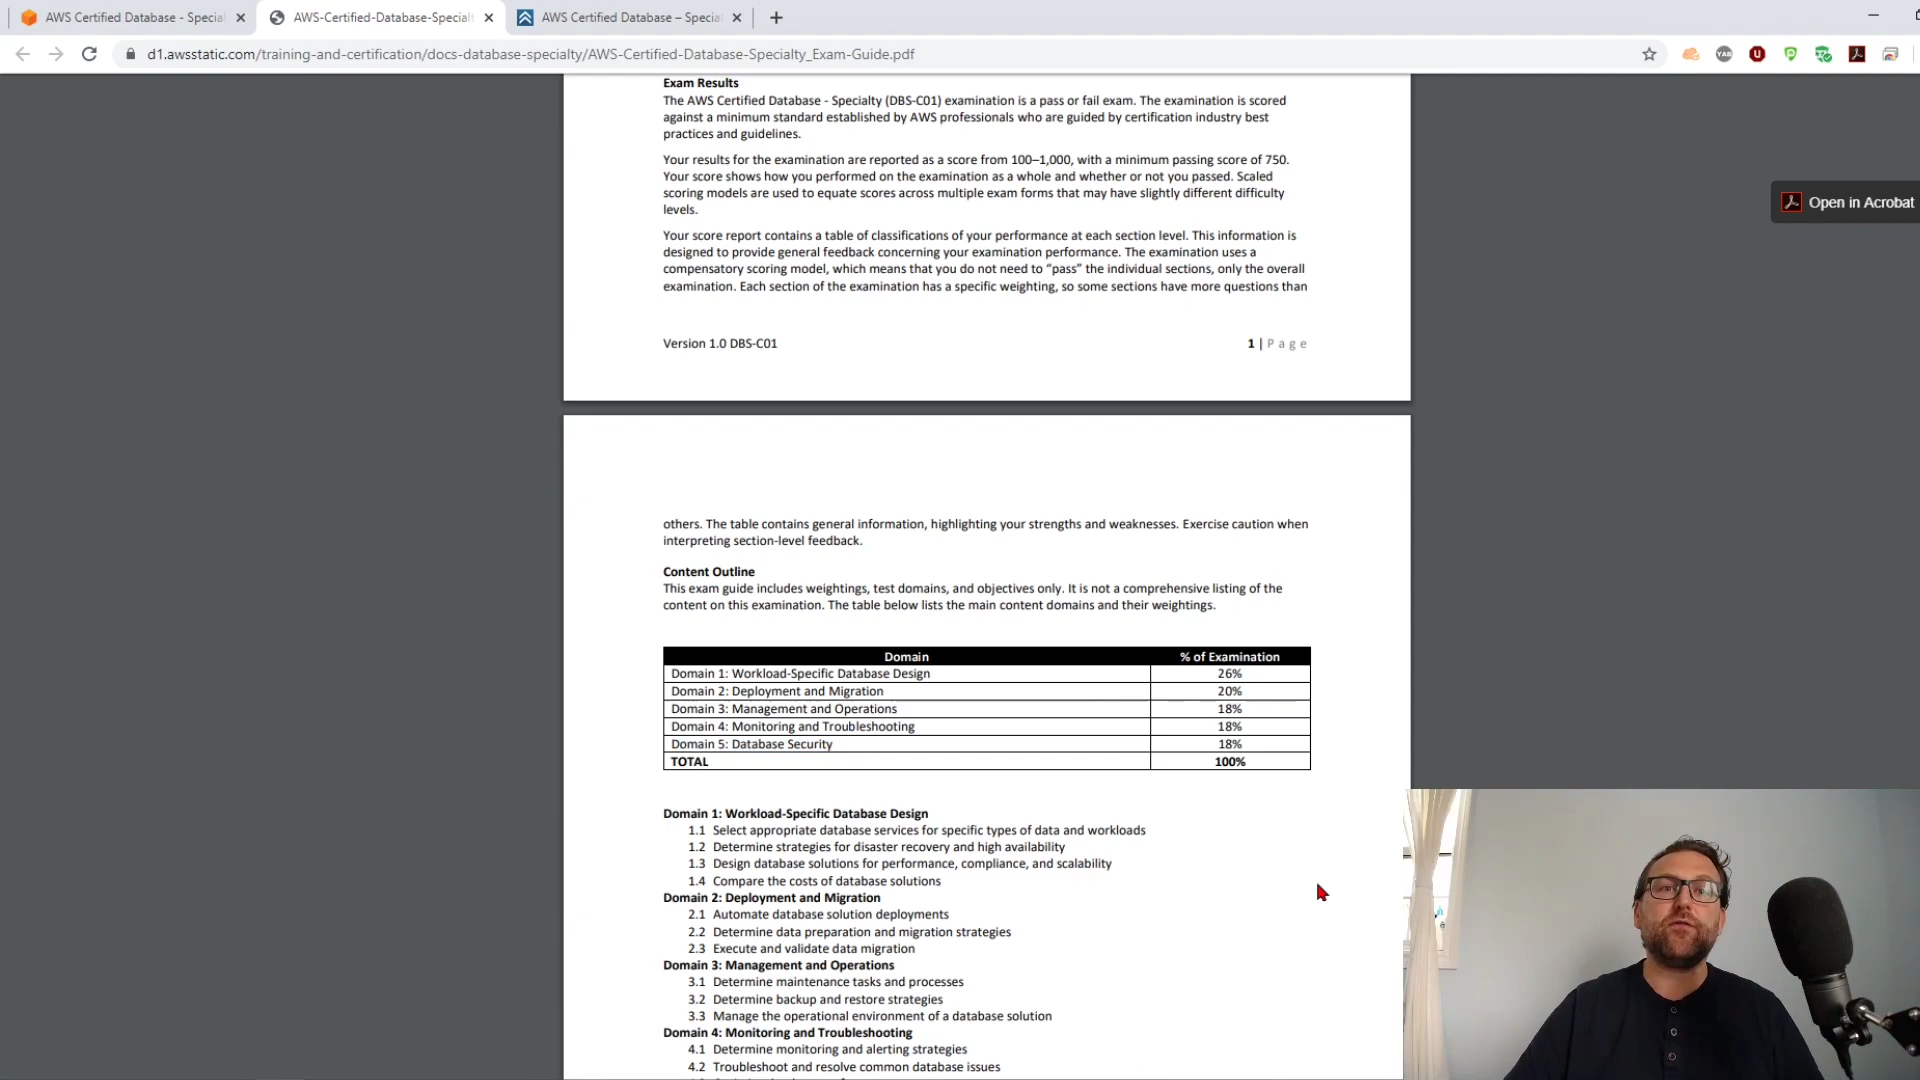 AWS Certified Database - Specia
AWS-Certified-Database-Specialt
AWS Certified Database – Specia
d1.awsstatic.com/training-and-certification/docs-database-specialty/AWS-Certified-Database-Specialty_Exam-Guide.pdf
Open in Acrobat
Exam Results
The AWS Certified Database - Specialty (DBS-C01) examination is a pass or fail exam. The examination is scored
against a minimum standard established by AWS professionals who are guided by certification industry best
practices and guidelines.
Your results for the examination are reported as a score from 100–1,000, with a minimum passing score of 750.
Your score shows how you performed on the examination as a whole and whether or not you passed. Scaled
scoring models are used to equate scores across multiple exam forms that may have slightly different difficulty
levels.
Your score report contains a table of classifications of your performance at each section level. This information is
designed to provide general feedback concerning your examination performance. The examination uses a
compensatory scoring model, which means that you do not need to “pass” the individual sections, only the overall
examination. Each section of the examination has a specific weighting, so some sections have more questions than
Version 1.0 DBS-C01 1 | P a g e
others. The table contains general information, highlighting your strengths and weaknesses. Exercise caution when
interpreting section-level feedback.
Content Outline
This exam guide includes weightings, test domains, and objectives only. It is not a comprehensive listing of the
content on this examination. The table below lists the main content domains and their weightings.
Domain % of Examination
Domain 1: Workload-Specific Database Design 26%
Domain 2: Deployment and Migration 20%
Domain 3: Management and Operations 18%
Domain 4: Monitoring and Troubleshooting 18%
Domain 5: Database Security 18%
TOTAL 100%
Domain 1: Workload-Specific Database Design
1.1 Select appropriate database services for specific types of data and workloads
1.2 Determine strategies for disaster recovery and high availability
1.3 Design database solutions for performance, compliance, and scalability
1.4 Compare the costs of database solutions
Domain 2: Deployment and Migration
2.1 Automate database solution deployments
2.2 Determine data preparation and migration strategies
2.3 Execute and validate data migration
Domain 3: Management and Operations
3.1 Determine maintenance tasks and processes
3.2 Determine backup and restore strategies
3.3 Manage the operational environment of a database solution
Domain 4: Monitoring and Troubleshooting
4.1 Determine monitoring and alerting strategies
4.2 Troubleshoot and resolve common database issues